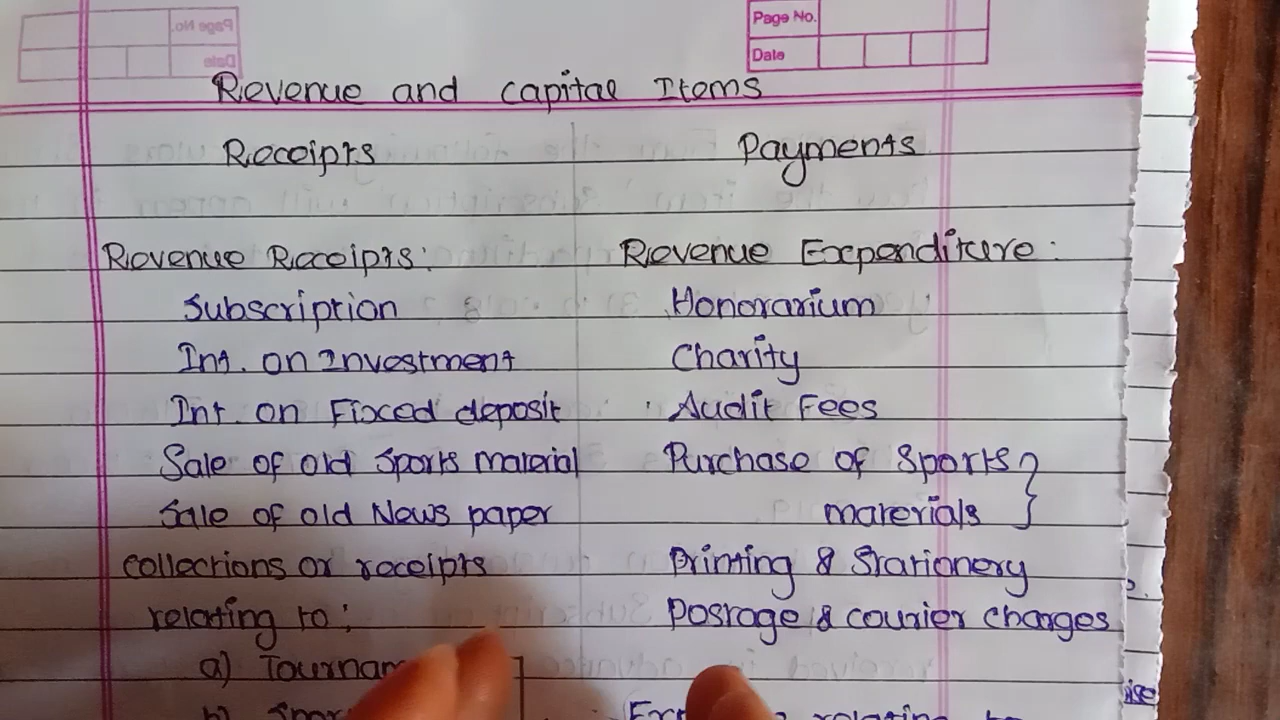 Page No.
Date
Revenue and capital Items
Receipts Payments
Revenue Receipts: Revenue Expenditure:
Subscription Honorarium
Int. on Investment Charity
Int. on Fixed deposit Audit Fees
Sale of old Sports material Purchase of Sports
Sale of old News paper materials
collections or receipts Printing & Stationery
relating to: Postage & courier charges
a)
b) relating to